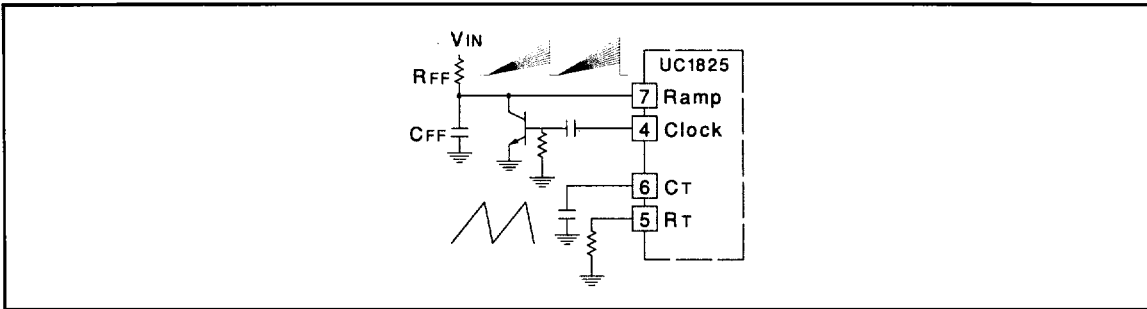 VIN
UC1825
RFF
7 Ramp
CFF
4 Clock
6 CT
5 RT